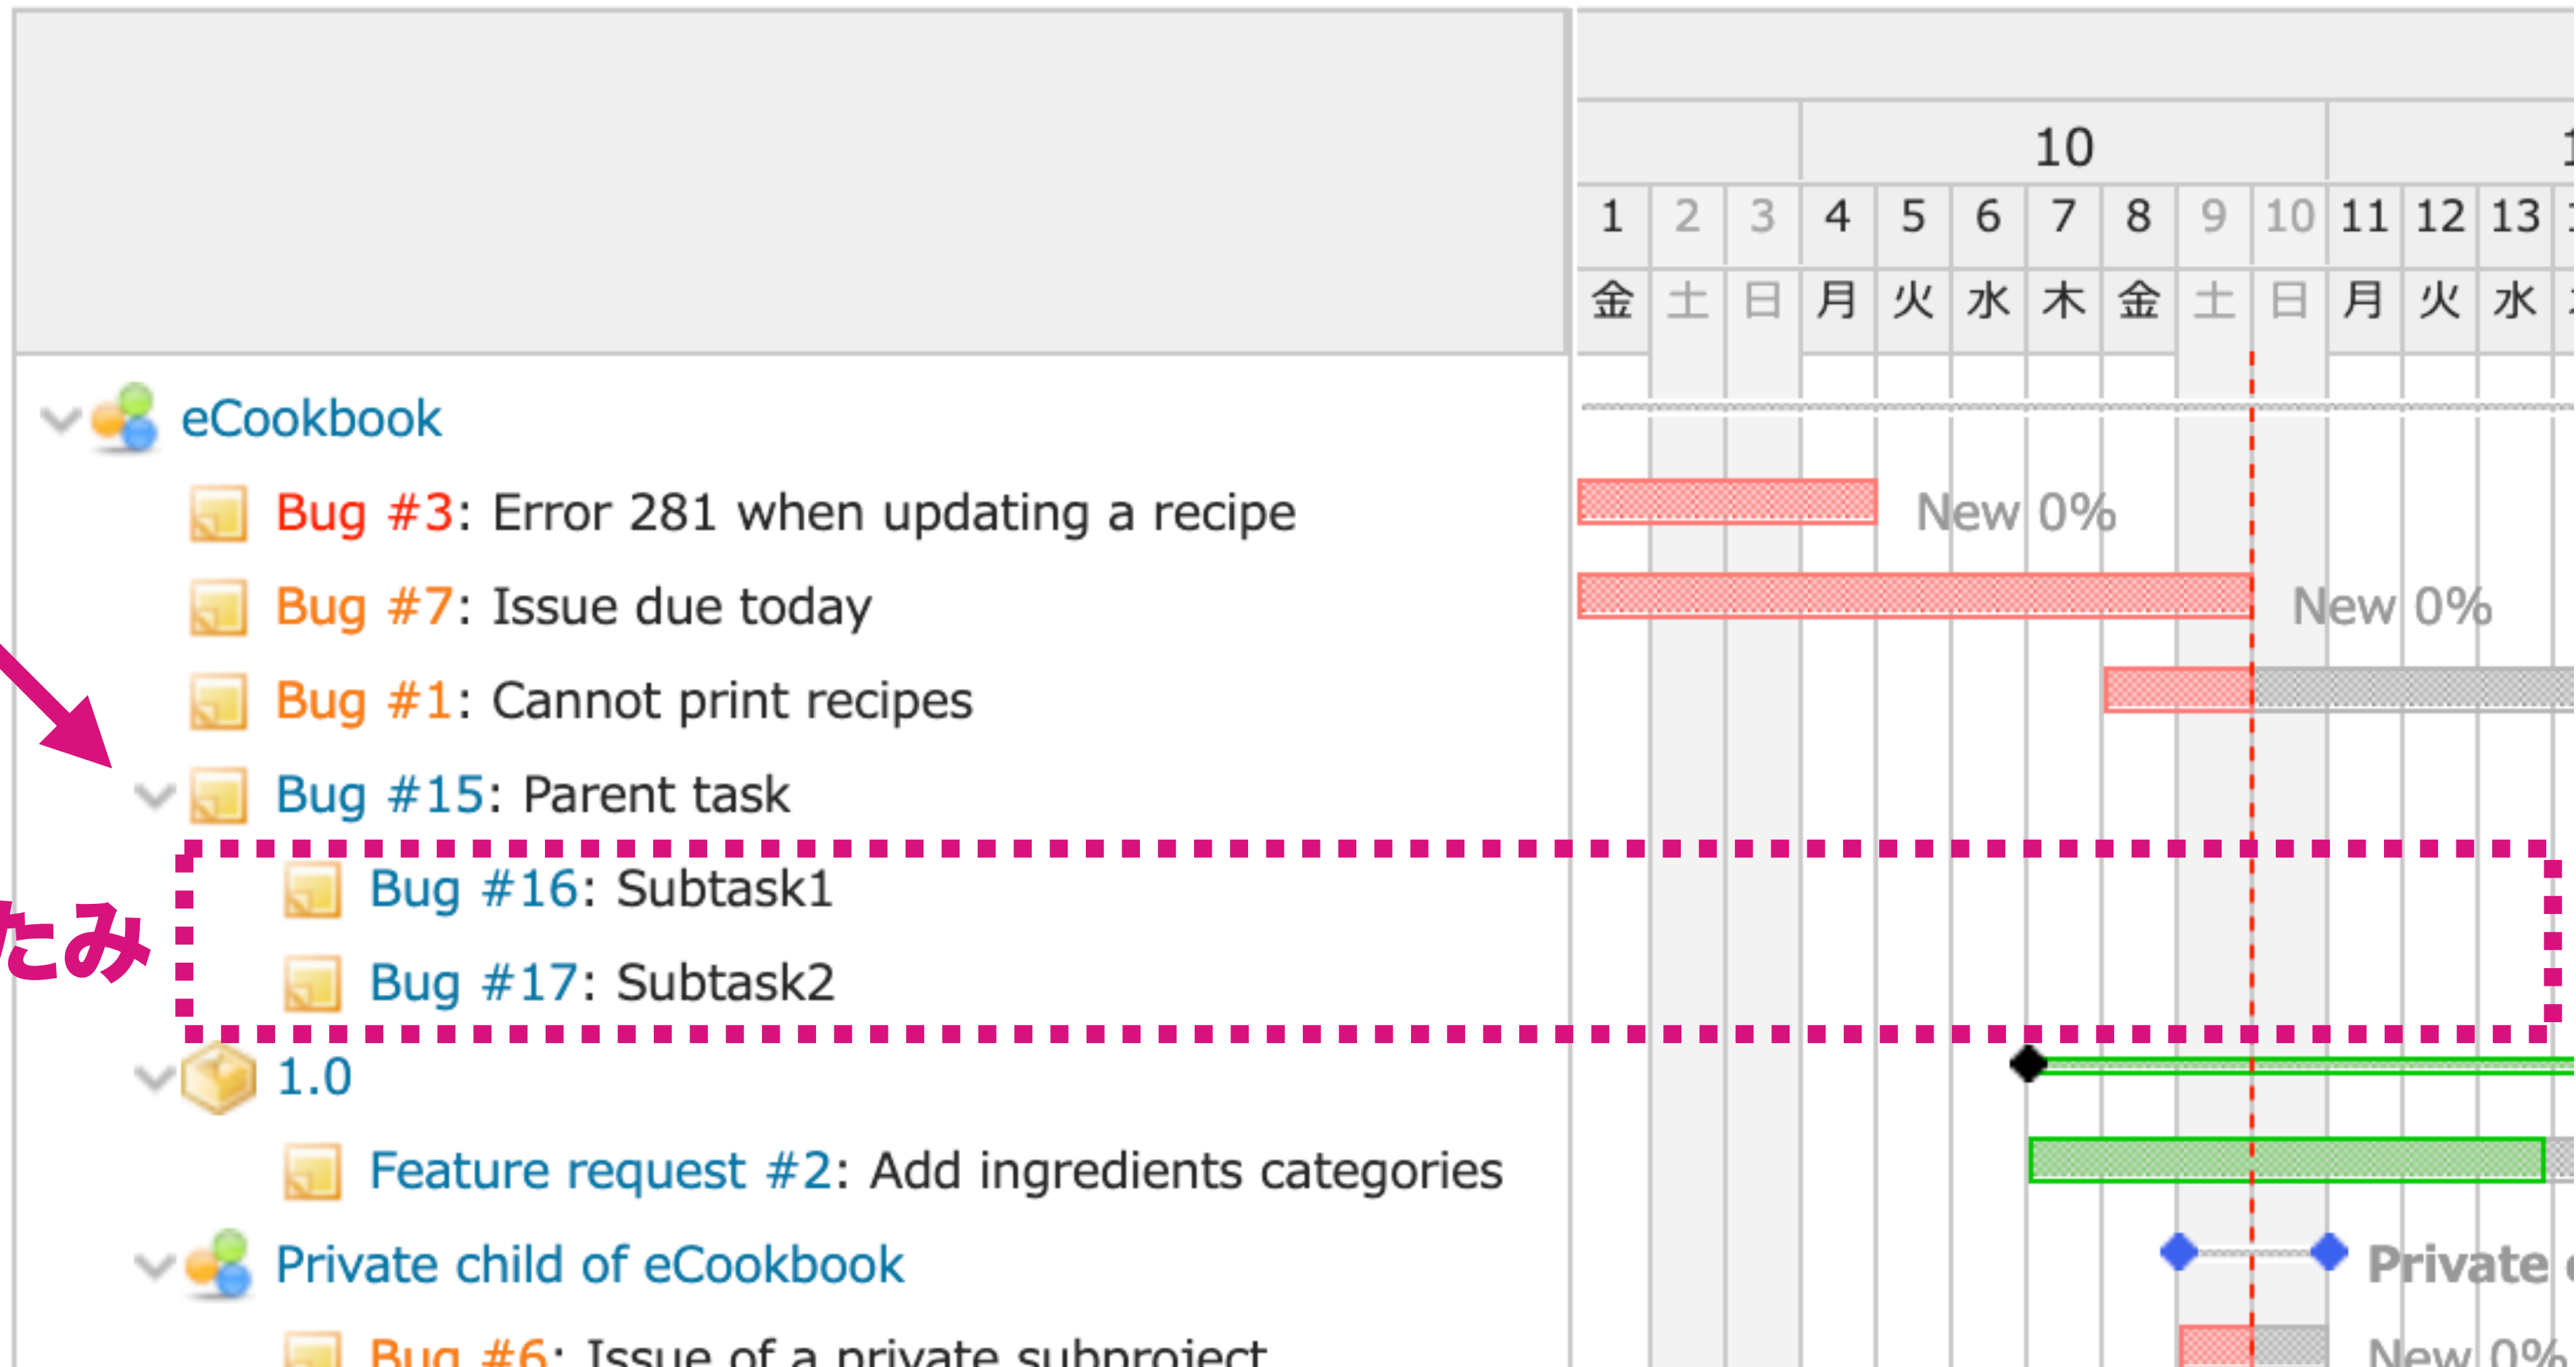 10
1 2 3 4 5 6 7 8 9 10 11 12 13
金 土 日 月 火 水 木 金 土 日 月 火 水
eCookbook
Bug #3: Error 281 when updating a recipe New 0%
Bug #7: Issue due today New 0%
Bug #1: Cannot print recipes
Bug #15: Parent task
Bug #16: Subtask1
たみ
Bug #17: Subtask2
1.0
Feature request #2: Add ingredients categories
Private child of eCookbook Private
Bug #6: Issue of a private subproject New 0%